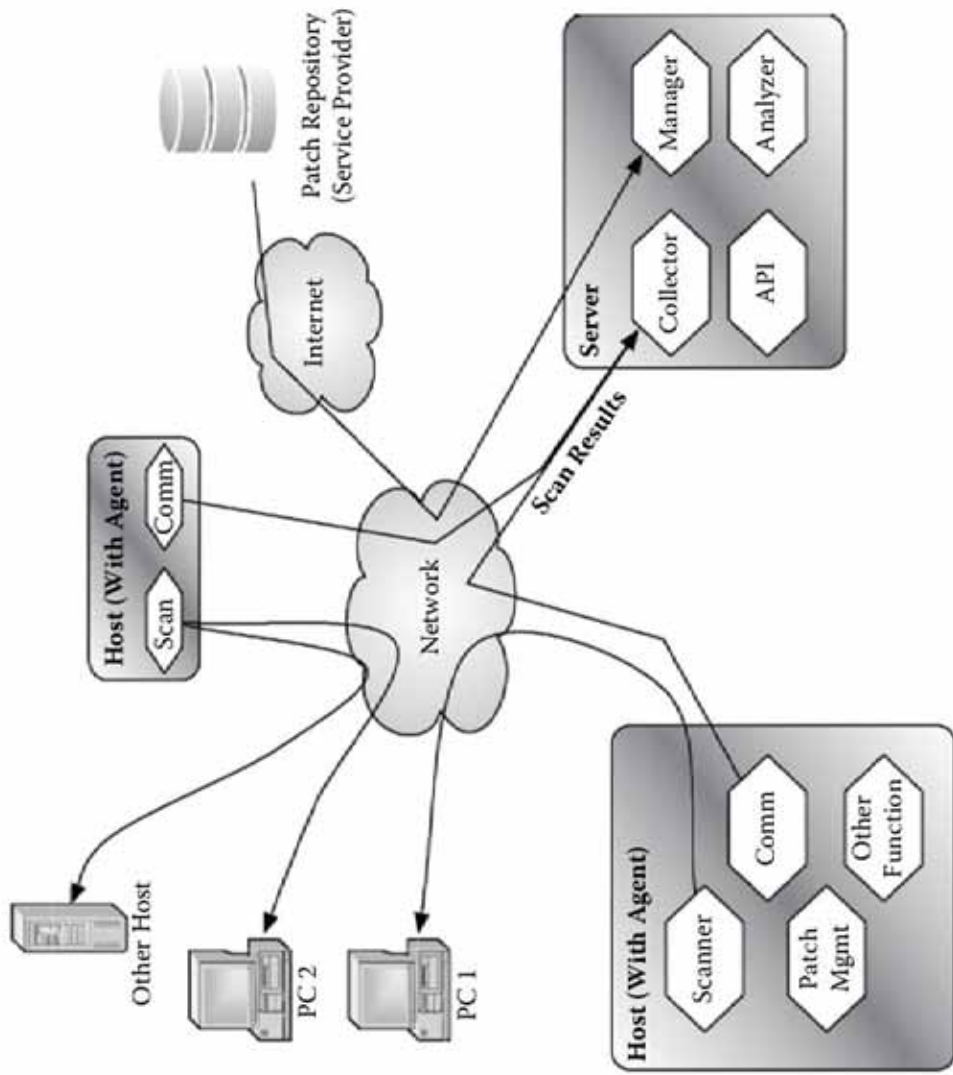 Other Host
PC 2
PC 1
Host (With Agent)
Scan
Comm
Patch Repository
(Service Provider)
Internet
Network
Scan Results
Host (With Agent)
Scanner
Comm
Patch
Mgmt
Other
Function
Server
Collector
Manager
API
Analyzer